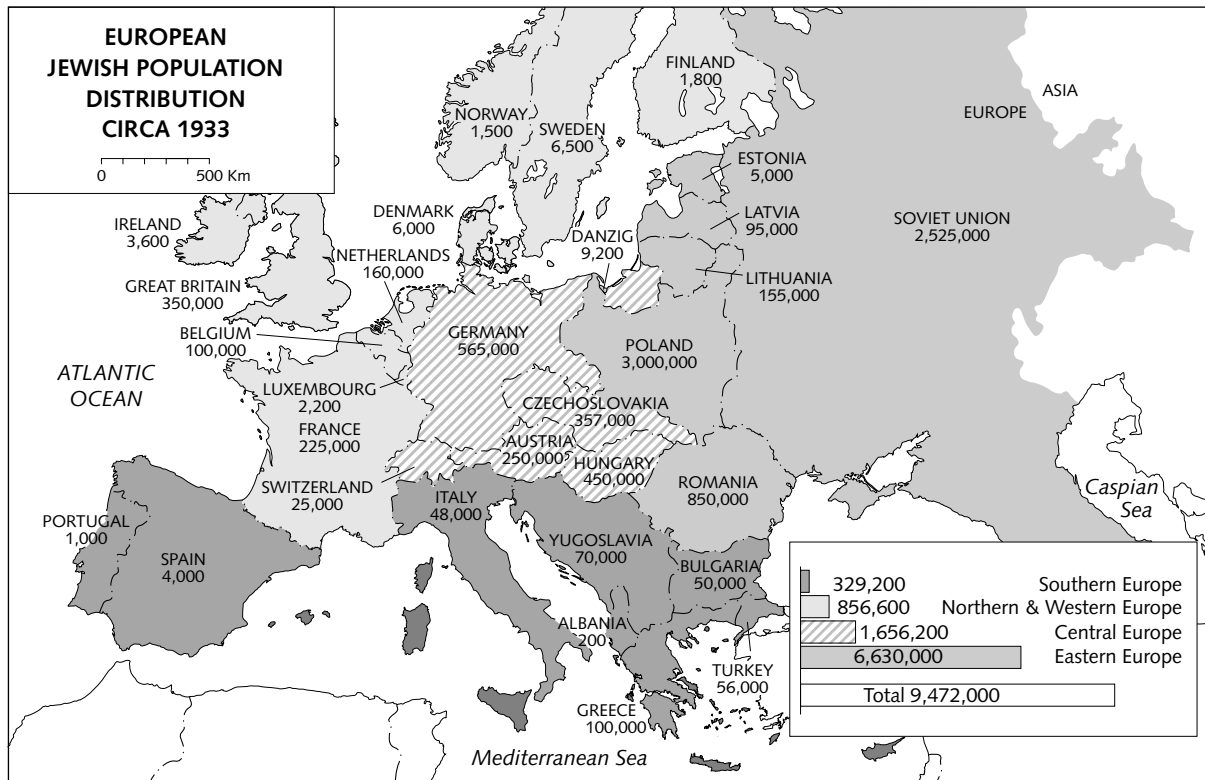 EUROPEAN
JEWISH POPULATION
DISTRIBUTION
CIRCA 1933
0 500 Km
FINLAND
1,800
NORWAY
1,500
SWEDEN
6,500
ASIA
EUROPE
ESTONIA
5,000
IRELAND
3,600
DENMARK
6,000
LATVIA
95,000
SOVIET UNION
2,525,000
DANZIG
9,200
NETHERLANDS
160,000
LITHUANIA
155,000
GREAT BRITAIN
350,000
BELGIUM
100,000
GERMANY
565,000
POLAND
3,000,000
ATLANTIC
OCEAN
LUXEMBOURG
2,200
CZECHOSLOVAKIA
357,000
FRANCE
225,000
AUSTRIA
250,000
HUNGARY
450,000
SWITZERLAND
25,000
ROMANIA
850,000
ITALY
48,000
Caspian
Sea
PORTUGAL
1,000
SPAIN
4,000
YUGOSLAVIA
70,000
BULGARIA
50,000
ALBANIA
200
TURKEY
56,000
GREECE
100,000
Mediterranean Sea
329,200 Southern Europe
856,600 Northern & Western Europe
1,656,200 Central Europe
6,630,000 Eastern Europe
Total 9,472,000